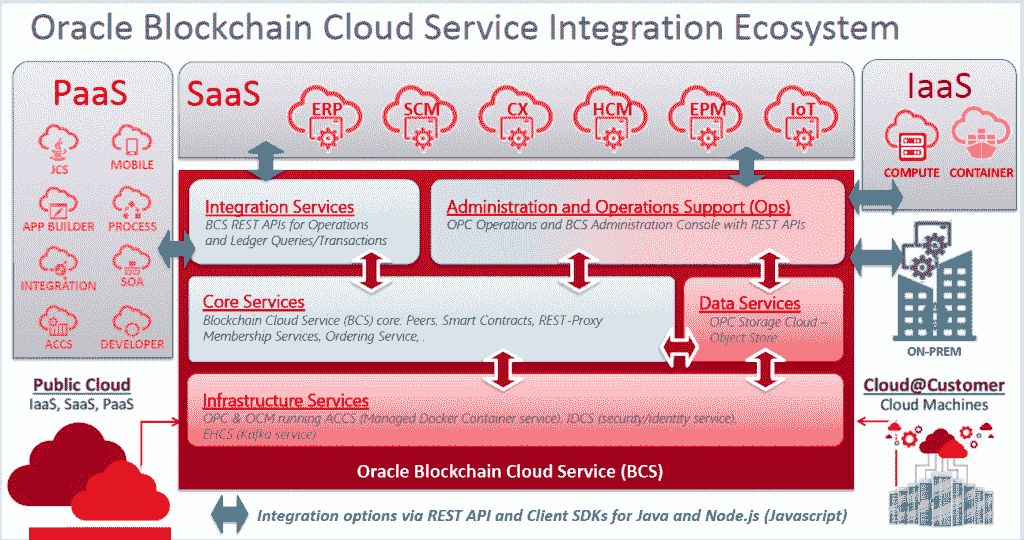 Oracle Blockchain Cloud Service Integration Ecosystem
PaaS
JCS
MOBILE
APP BUILDER
PROCESS
INTEGRATION
SOA
ACCS
DEVELOPER
SaaS
ERP
SCM
CX
HCM
EPM
IoT
IaaS
COMPUTE
CONTAINER
Integration Services
BCS REST APIs for Operations
and Ledger Queries/Transactions
Administration and Operations Support (Ops)
OPC Operations and BCS Administration Console with REST APIs
Core Services
Blockchain Cloud Service (BCS) core: Peers, Smart Contracts, REST-Proxy
Membership Services, Ordering Service, .
Data Services
OPC Storage Cloud –
Object Store
ON-PREM
Infrastructure Services
OPC & OCM running ACCS (Managed Docker Container service), IDCS (security/identity service),
EHCS (Kafka service)
Oracle Blockchain Cloud Service (BCS)
Public Cloud
IaaS, SaaS, PaaS
Cloud@Customer
Cloud Machines
Integration options via REST API and Client SDKs for Java and Node.js (Javascript)